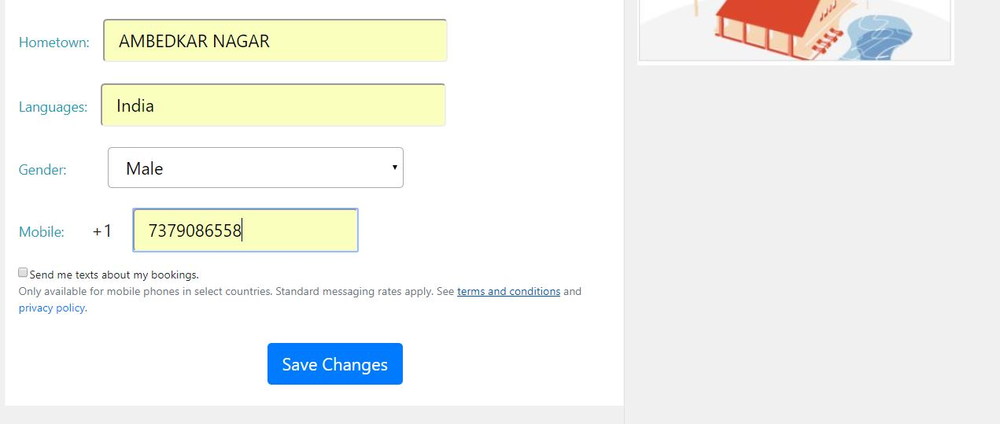 Hometown: AMBEDKAR NAGAR
Languages: India
Gender: Male
Mobile: +1 7379086558
Send me texts about my bookings.
Only available for mobile phones in select countries. Standard messaging rates apply. See terms and conditions and
privacy policy.
Save Changes